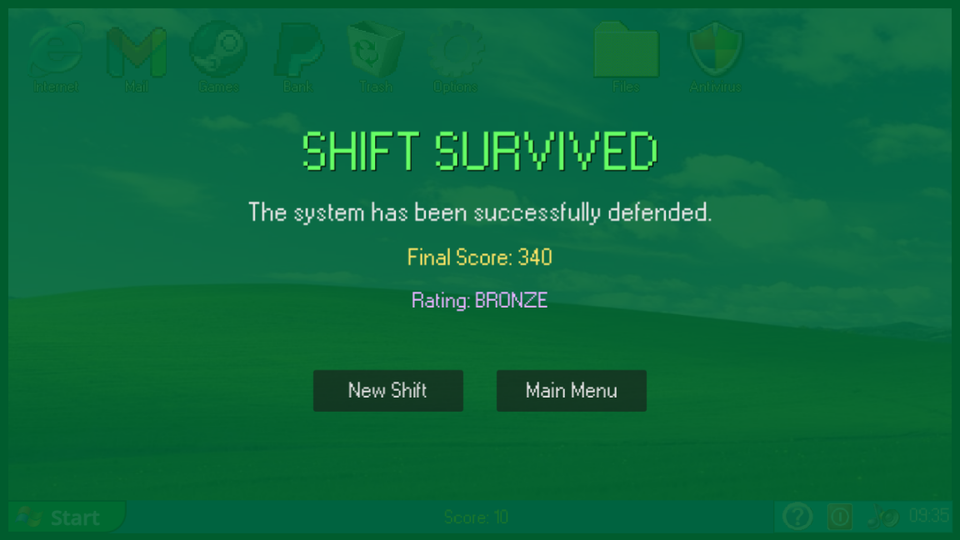 Internet Mail Games Bank Trash Options Files Antivirus
SHIFT SURVIVED
The system has been successfully defended.
Final Score: 340
Rating: BRONZE
New Shift Main Menu
Start Score: 10 09:35